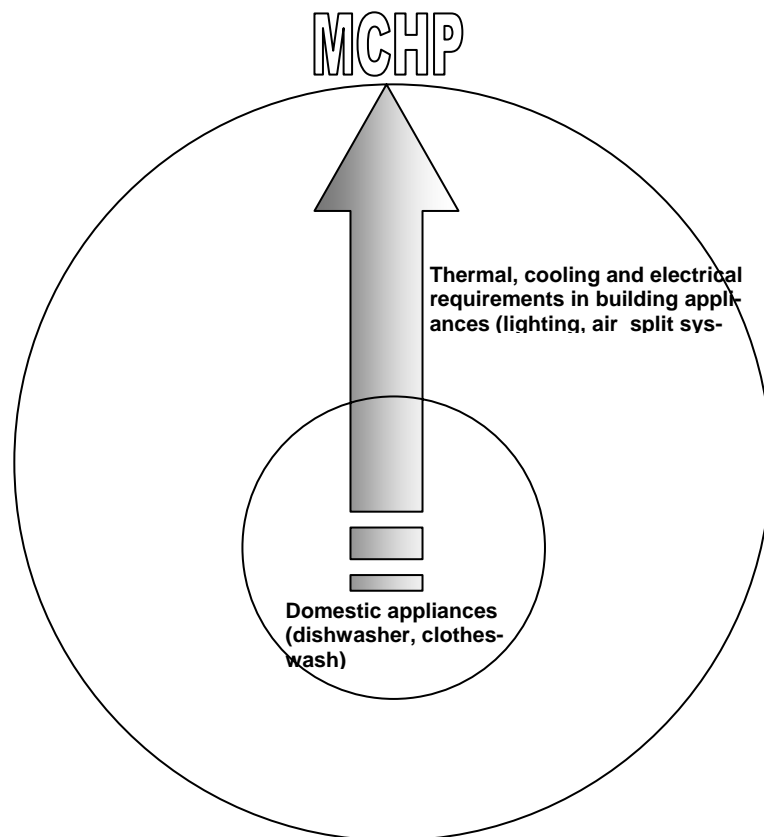 MCHP
Thermal, cooling and electrical
requirements in building appli-
ances (lighting, air split sys-
Domestic appliances
(dishwasher, clothes-
wash)